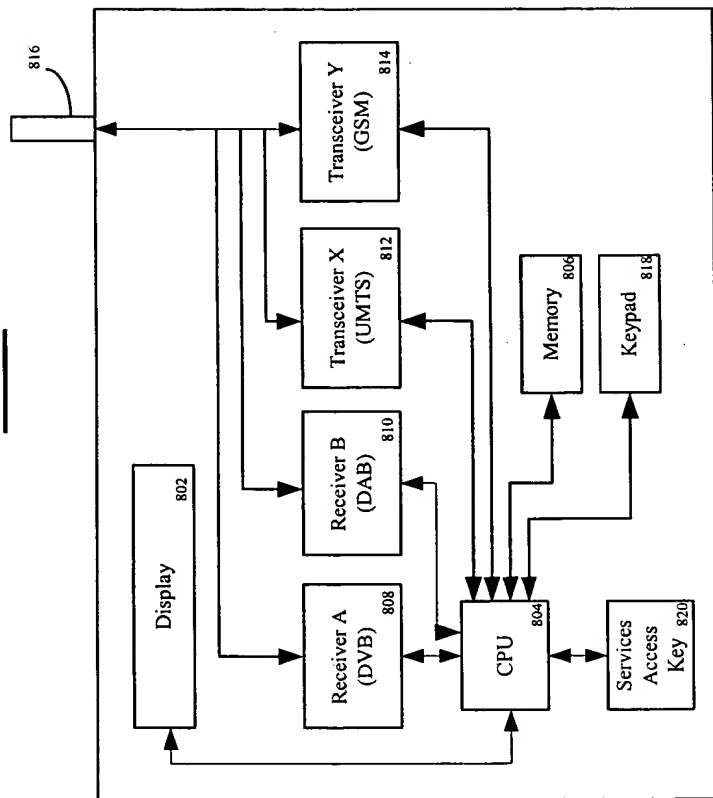 816
Display
802
Receiver A
(DVB)
808
Receiver B
(DAB)
810
Transceiver X
(UMTS)
812
Transceiver Y
(GSM)
814
CPU
804
Memory
806
Keypad
818
Services
Access
Key
820